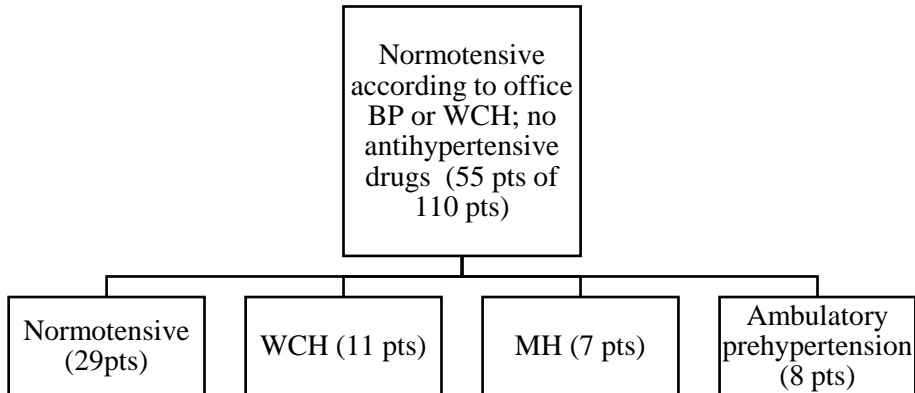 Normotensive
according to office
BP or WCH; no
antihypertensive
drugs (55 pts of
110 pts)
Normotensive
(29pts)
WCH (11 pts)
MH (7 pts)
Ambulatory
prehypertension
(8 pts)